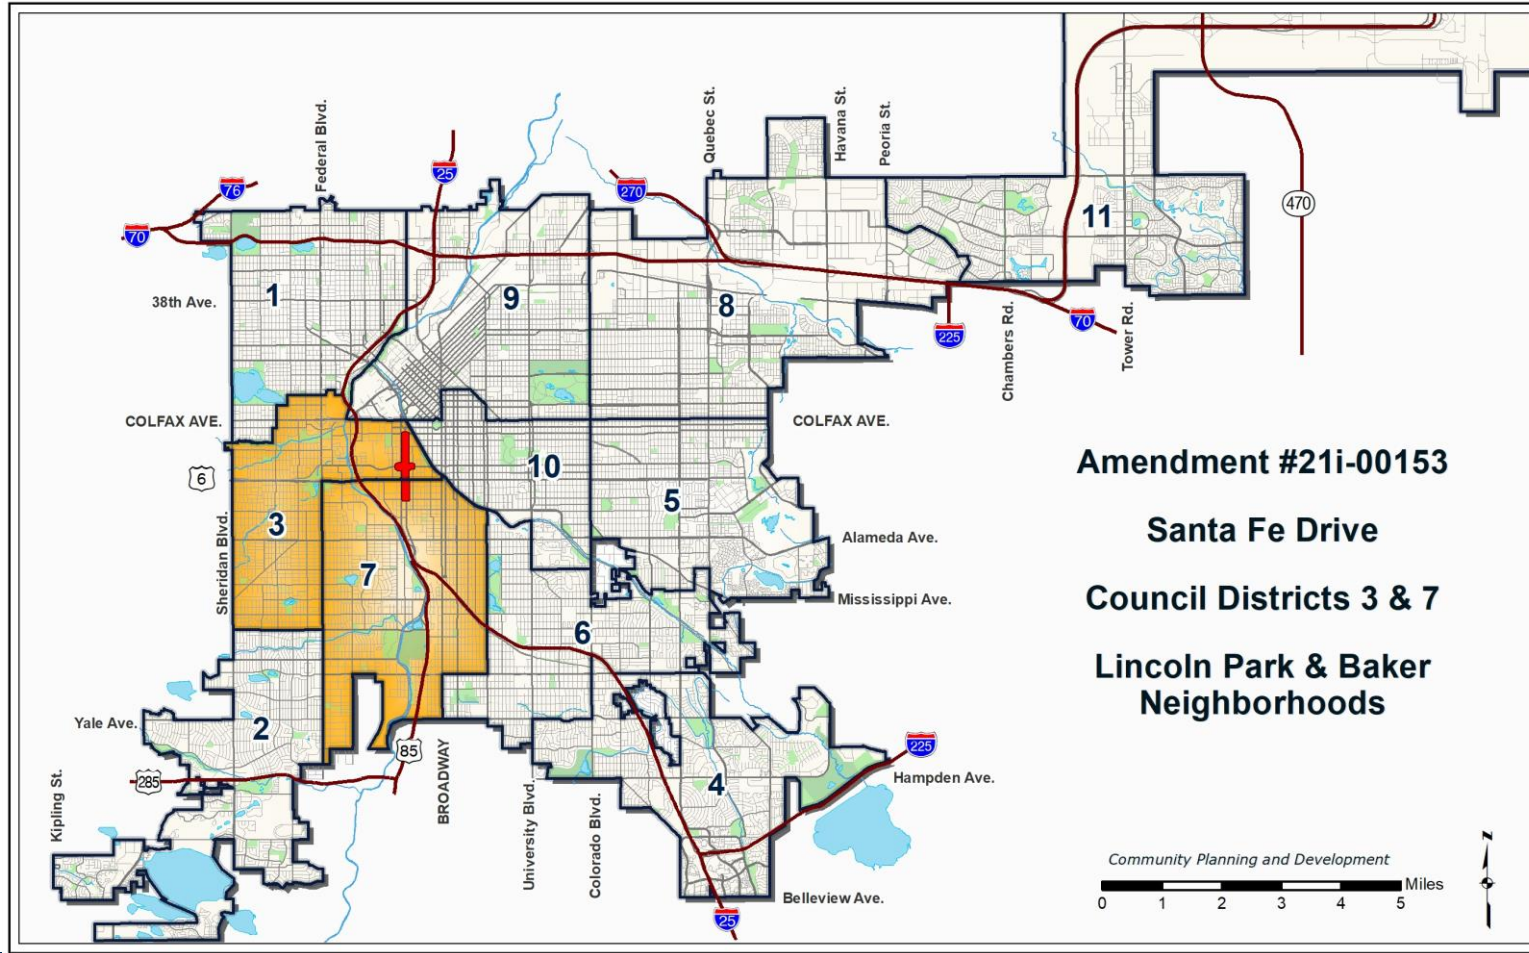 Federal Blvd.
Quebec St.
Havana St.
Peoria St.
76
25
270
70
470
11
1
9
8
38th Ave.
225
70
Chambers Rd.
Tower Rd.
COLFAX AVE.
COLFAX AVE.
6
10
5
3
7
Sheridan Blvd.
Alameda Ave.
Mississippi Ave.
6
2
Yale Ave.
85
BROADWAY
285
225
Hampden Ave.
4
Kipling St.
University Blvd.
Colorado Blvd.
Belleview Ave.
25
Amendment #21i-00153
Santa Fe Drive
Council Districts 3 & 7
Lincoln Park & Baker
Neighborhoods
Community Planning and Development
Miles
0 1 2 3 4 5
N